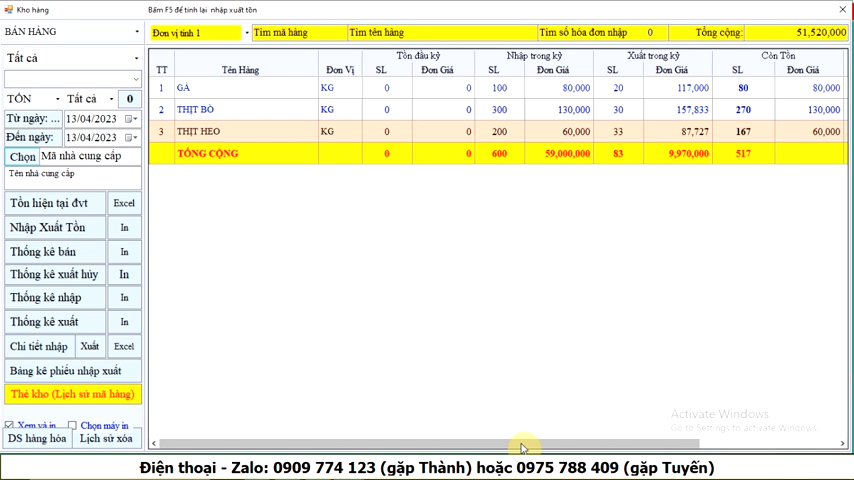 Kho hàng
Bấm F5 để tính lại nhập xuất tồn
BÁN HÀNG
Đơn vị tính 1
Tìm mã hàng
Tìm tên hàng
Tìm số hóa đơn nhập 0
Tổng cộng: 51,520,000
Tất cả
TỒN Tất cả 0
Từ ngày: ... 13/04/2023
Đến ngày: 13/04/2023
Chọn Mã nhà cung cấp
Tên nhà cung cấp
Tồn hiện tại đvt Excel
Nhập Xuất Tồn In
Thống kê bán In
Thống kê xuất hủy In
Thống kê nhập In
Thống kê xuất In
Chi tiết nhập Xuất Excel
Bảng kê phiếu nhập xuất
Thẻ kho (Lịch sử mã hàng)
Xem và in Chọn máy in
DS hàng hóa Lịch sử xóa
Tồn đầu kỳ Nhập trong kỳ Xuất trong kỳ Còn Tồn
TT Tên Hàng Đơn Vị SL Đơn Giá SL Đơn Giá SL Đơn Giá SL Đơn Giá
1 GÀ KG 0 0 100 80,000 20 117,000 80 80,000
2 THỊT BÒ KG 0 0 300 130,000 30 157,833 270 130,000
3 THỊT HEO KG 0 0 200 60,000 33 87,727 167 60,000
TỔNG CỘNG 0 0 600 59,000,000 83 9,970,000 517
Activate Windows
Go to Settings to activate Windows.
Điện thoại - Zalo: 0909 774 123 (gặp Thành) hoặc 0975 788 409 (gặp Tuyến)